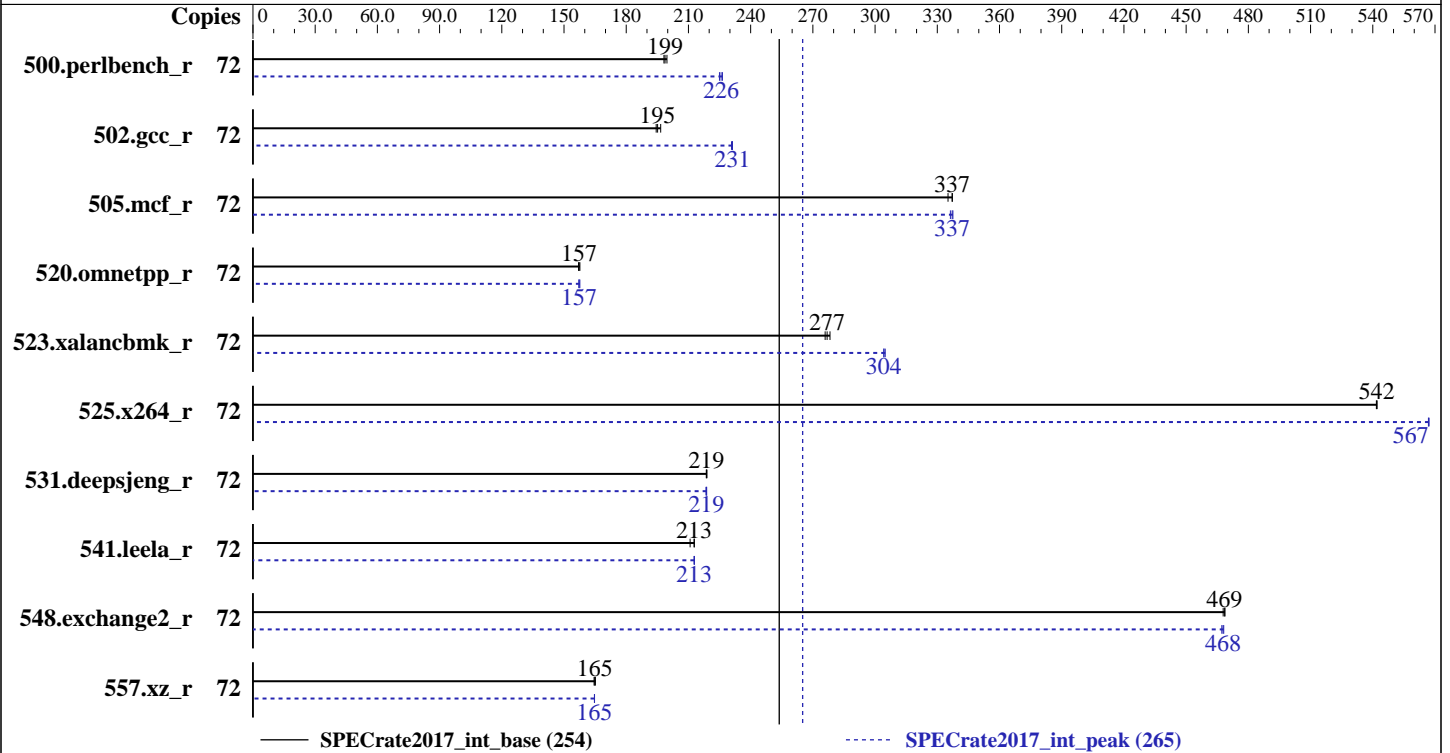 Copies 0 30.0 60.0 90.0 120 150 180 210 240 270 300 330 360 390 420 450 480 510 540 570
199
500.perlbench_r 72
226
195
502.gcc_r 72
231
337
505.mcf_r 72
337
157
520.omnetpp_r 72
157
277
523.xalancbmk_r 72
304
542
525.x264_r 72
567
219
531.deepsjeng_r 72
219
213
541.leela_r 72
213
469
548.exchange2_r 72
468
165
557.xz_r 72
165
SPECrate2017_int_base (254) SPECrate2017_int_peak (265)